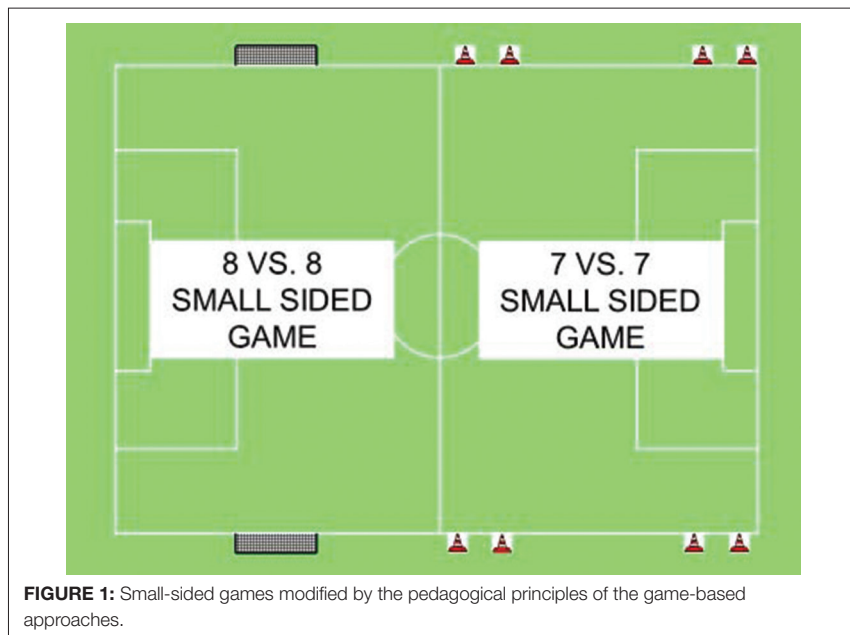 8 VS. 8
SMALL SIDED
GAME
7 VS. 7
SMALL SIDED
GAME
FIGURE 1: Small-sided games modified by the pedagogical principles of the game-based
approaches.